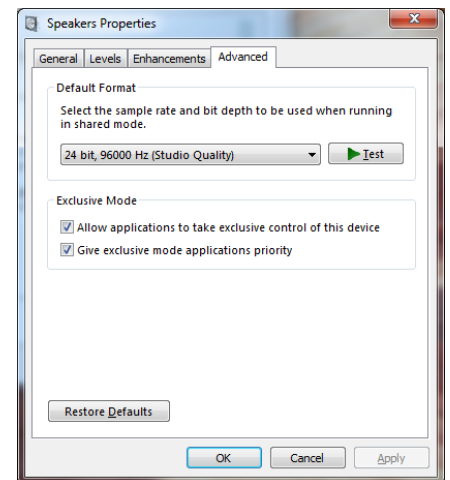 Speakers Properties
General Levels Enhancements Advanced
Default Format
Select the sample rate and bit depth to be used when running
in shared mode.
24 bit, 96000 Hz (Studio Quality) Test
Exclusive Mode
Allow applications to take exclusive control of this device
Give exclusive mode applications priority
Restore Defaults
OK Cancel Apply